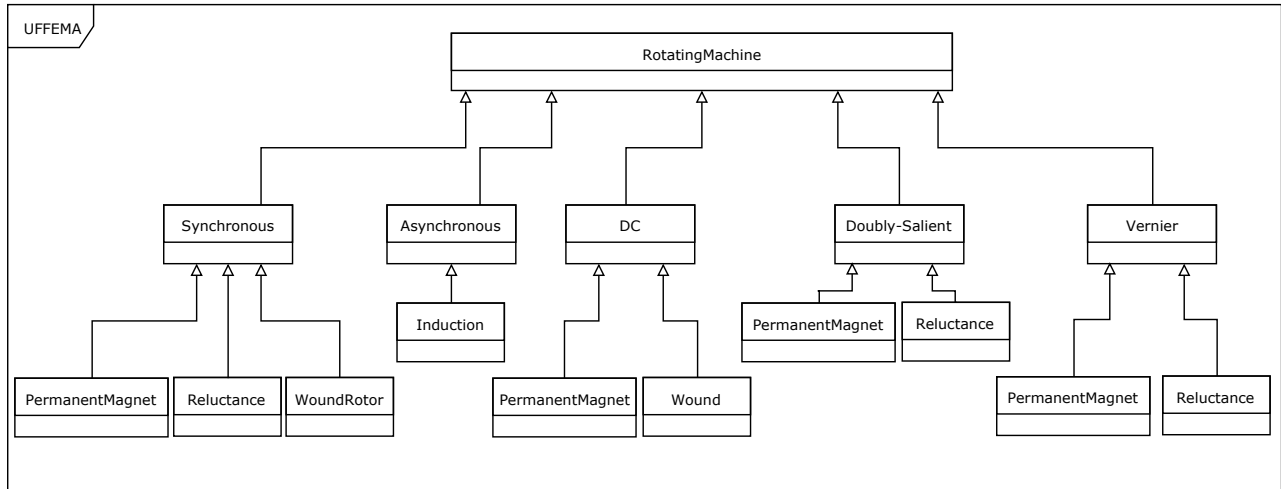 UFFEMA
RotatingMachine
Synchronous
Asynchronous
DC
Doubly-Salient
Vernier
Induction
PermanentMagnet
Reluctance
PermanentMagnet
Reluctance
WoundRotor
PermanentMagnet
Wound
PermanentMagnet
Reluctance